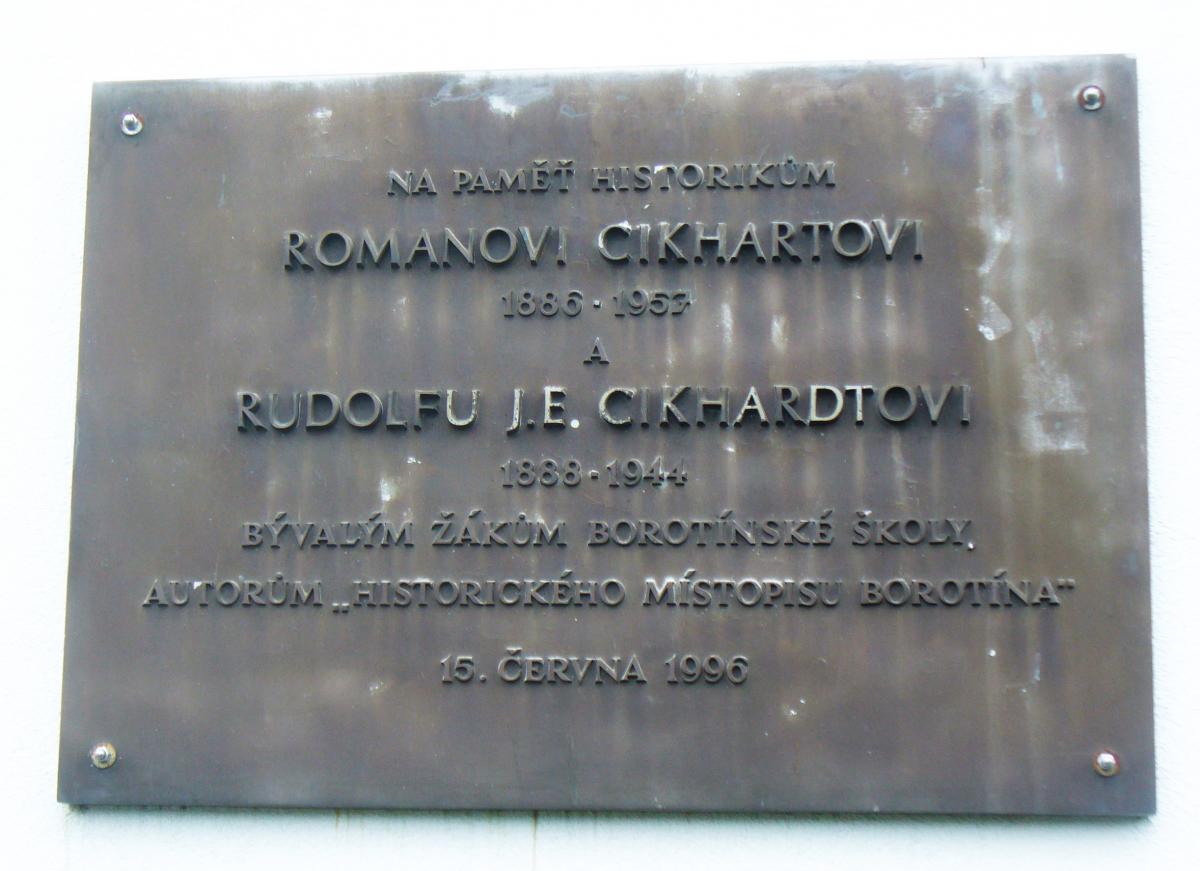 NA PAMĚŤ HISTORIKŮM
ROMANOVI CIKHARTOVI
1886 - 1957
A
RUDOLFU J.E. CIKHARDTOVI
1888 - 1944
BÝVALÝM ŽÁKŮM BOROTÍNSKÉ ŠKOLY,
AUTORŮM „HISTORICKÉHO MÍSTOPISU BOROTÍNA"
15. ČERVNA 1996